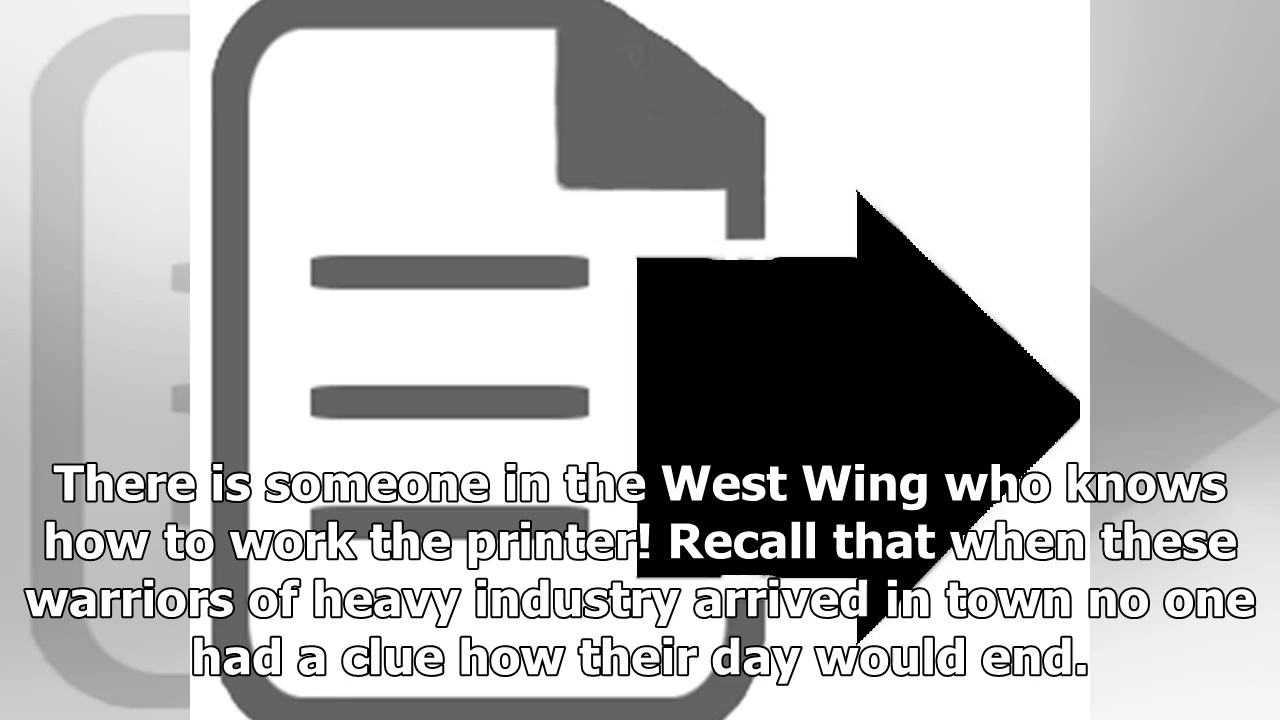 There is someone in the West Wing who knows
how to work the printer! Recall that when these
warriors of heavy industry arrived in town no one
had a clue how their day would end.